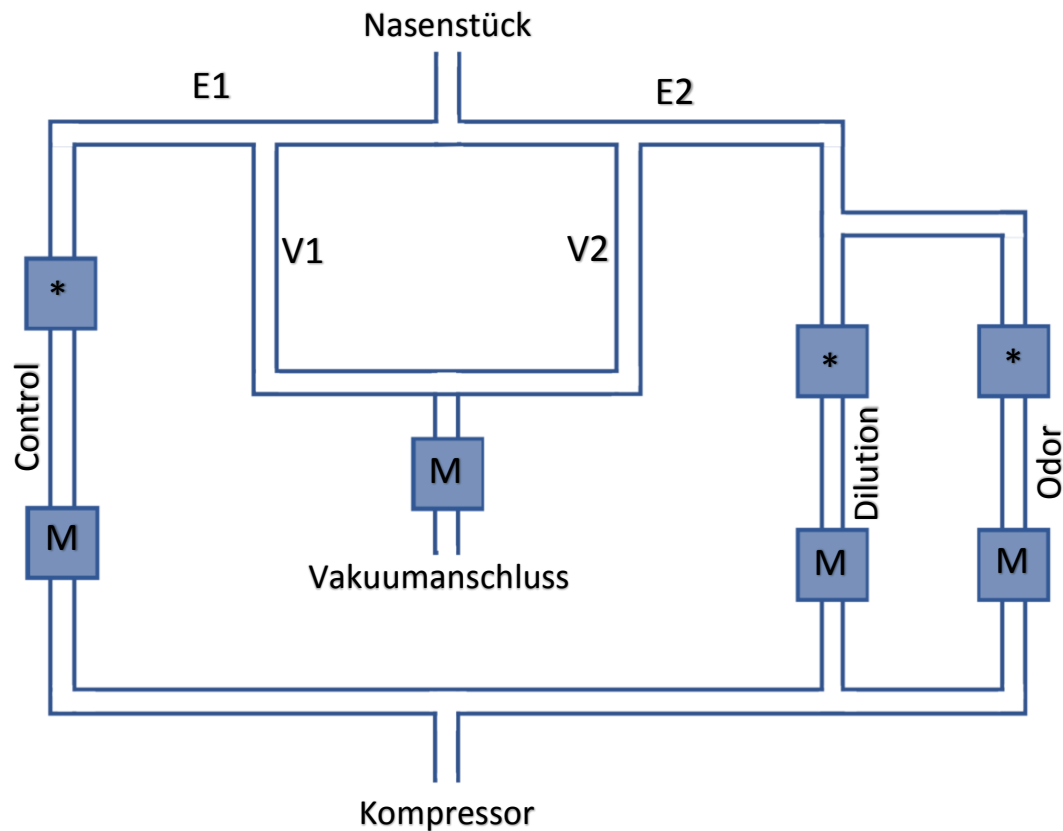 Nasenstück
E1
E2
V1
V2
*
*
*
Control
Dilution
Odor
M
M
M
M
Vakuumanschluss
Kompressor